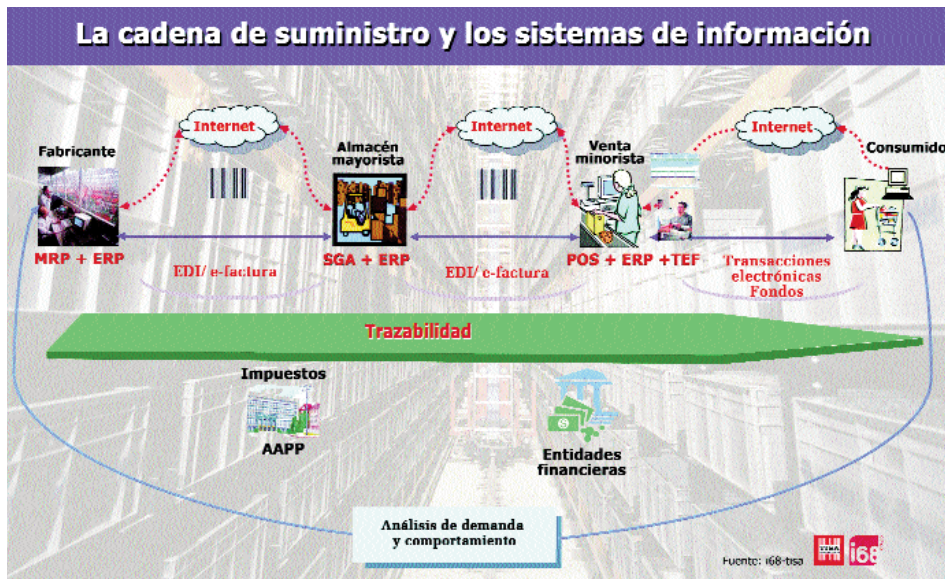 La cadena de suministro y los sistemas de información
Internet
Internet
Internet
Fabricante
Almacén
mayorista
Venta
minorista
Consumido
MRP + ERP
EDI/ e-factura
SGA + ERP
EDI/ e-factura
POS + ERP +TEF
Transacciones
electrónicas
Fondos
Trazabilidad
Impuestos
AAPP
Entidades
financieras
Análisis de demanda
y comportamiento
Fuente: i68-tisa
TISA
i68